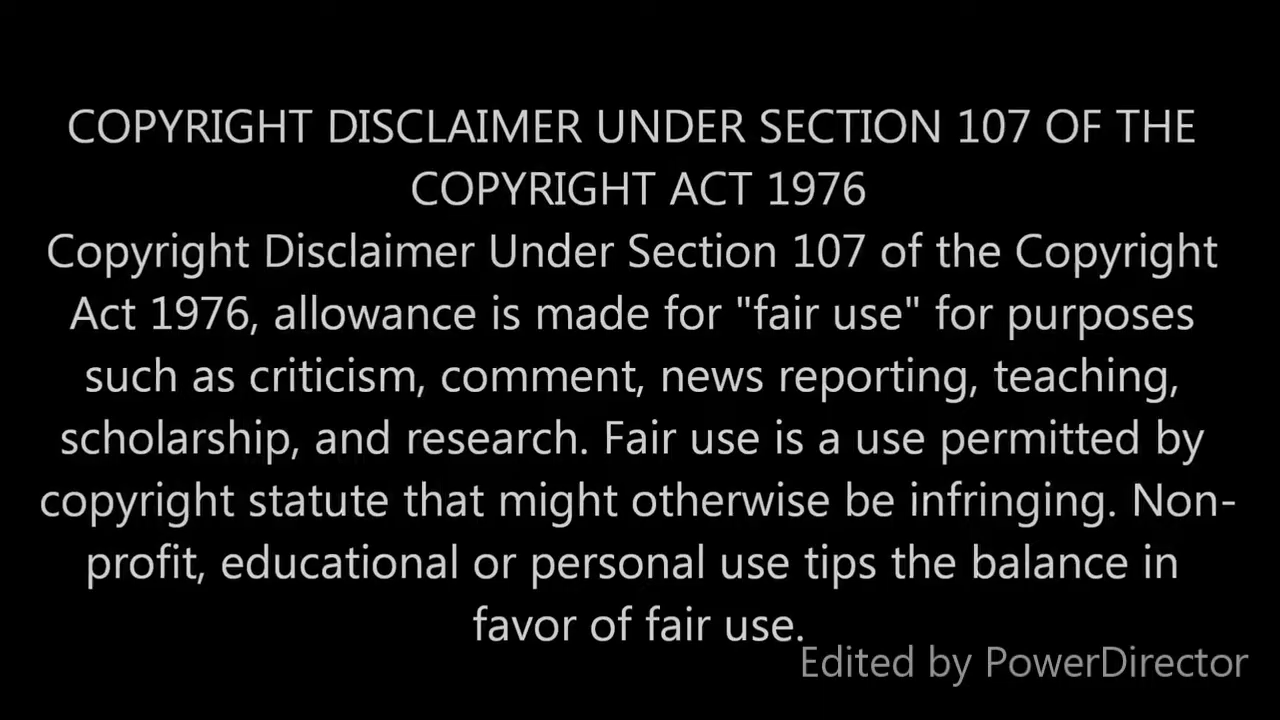 COPYRIGHT DISCLAIMER UNDER SECTION 107 OF THE
COPYRIGHT ACT 1976
Copyright Disclaimer Under Section 107 of the Copyright
Act 1976, allowance is made for "fair use" for purposes
such as criticism, comment, news reporting, teaching,
scholarship, and research. Fair use is a use permitted by
copyright statute that might otherwise be infringing. Non-
profit, educational or personal use tips the balance in
favor of fair use.
Edited by PowerDirector